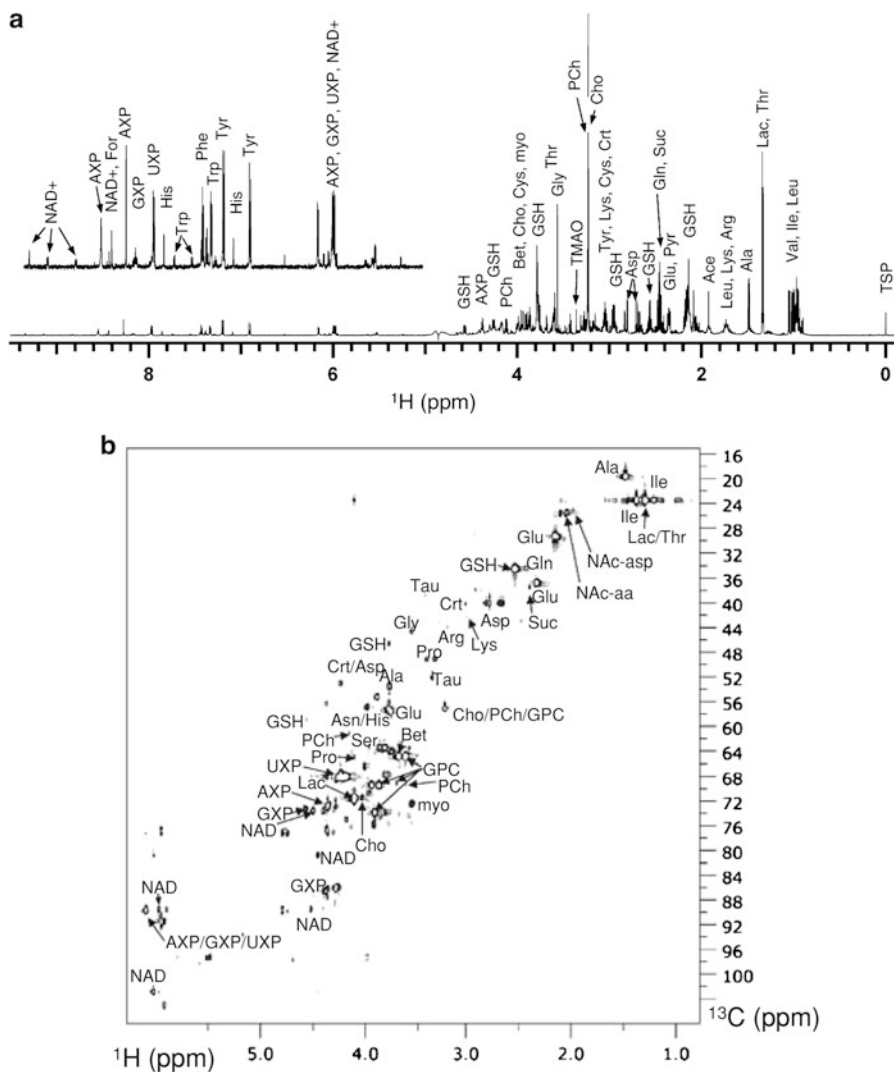 a
NAD+
AXP
NAD+, For
AXP
GXP
UXP
His
Trp
Phe
Trp
Tyr
His
Tyr
AXP, GXP, UXP, NAD+
GSH
AXP
GSH
PCh
Bet, Cho, Cys, myo
GSH
Gly
Thr
TMAO
PCh
Cho
Tyr, Lys, Cys, Crt
GSH
Asp
GSH
Gln, Suc
Glu, Pyr
GSH
Ace
Leu, Lys, Arg
Ala
Lac, Thr
Val, Ile, Leu
TSP
8 6 4 2 0
¹H (ppm)
b
Ala
Ile
Ile
Lac/Thr
Glu
NAc-asp
GSH
Gln
NAc-aa
Tau
Glu
Crt
Asp
Suc
Gly
Arg
Lys
GSH
Pro
Crt/Asp
Ala
Tau
GSH
Asn/His
Glu
Cho/PCh/GPC
PCh
Ser
Bet
Pro
UXP
GPC
Lac
PCh
AXP
myo
GXP
NAD
Cho
NAD
GXP
NAD
NAD
AXP/GXP/UXP
NAD
16
20
24
28
32
36
40
44
48
52
56
60
64
68
72
76
80
84
88
92
96
100
¹³C (ppm)
¹H (ppm)
5.0 4.0 3.0 2.0 1.0